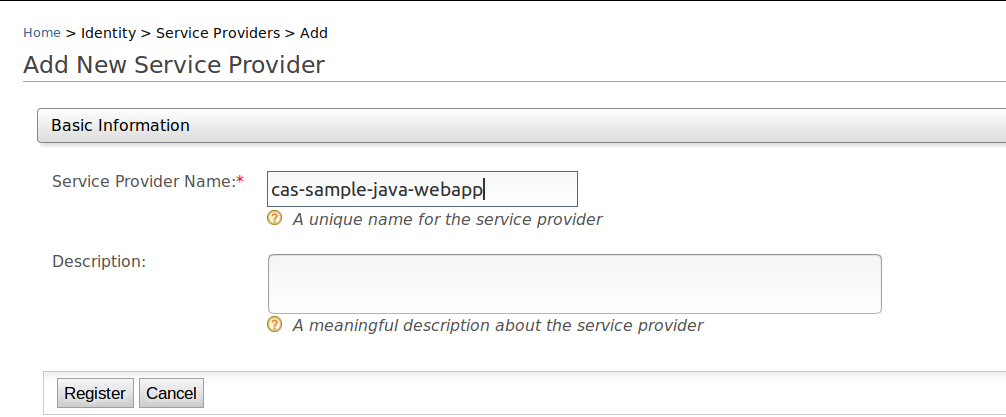 Home > Identity > Service Providers > Add
Add New Service Provider
Basic Information
Service Provider Name:* cas-sample-java-webapp
? A unique name for the service provider
Description:
? A meaningful description about the service provider
Register Cancel